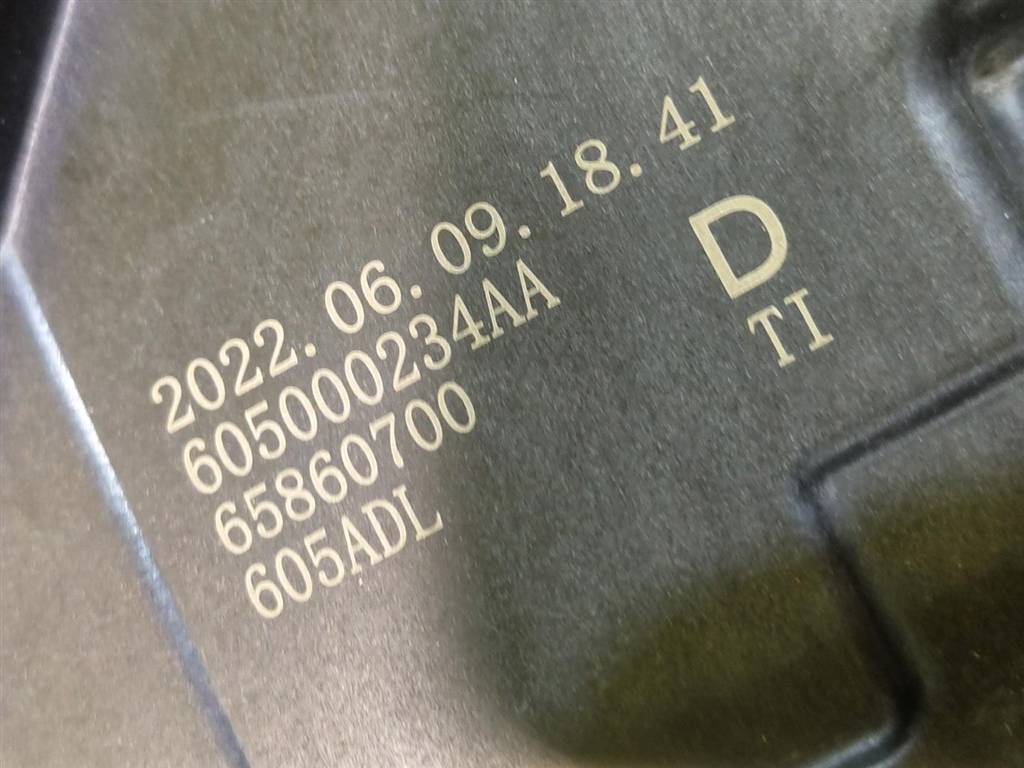 2022. 06. 09. 18. 41
605000234AA
65860700
605ADL
D
TI